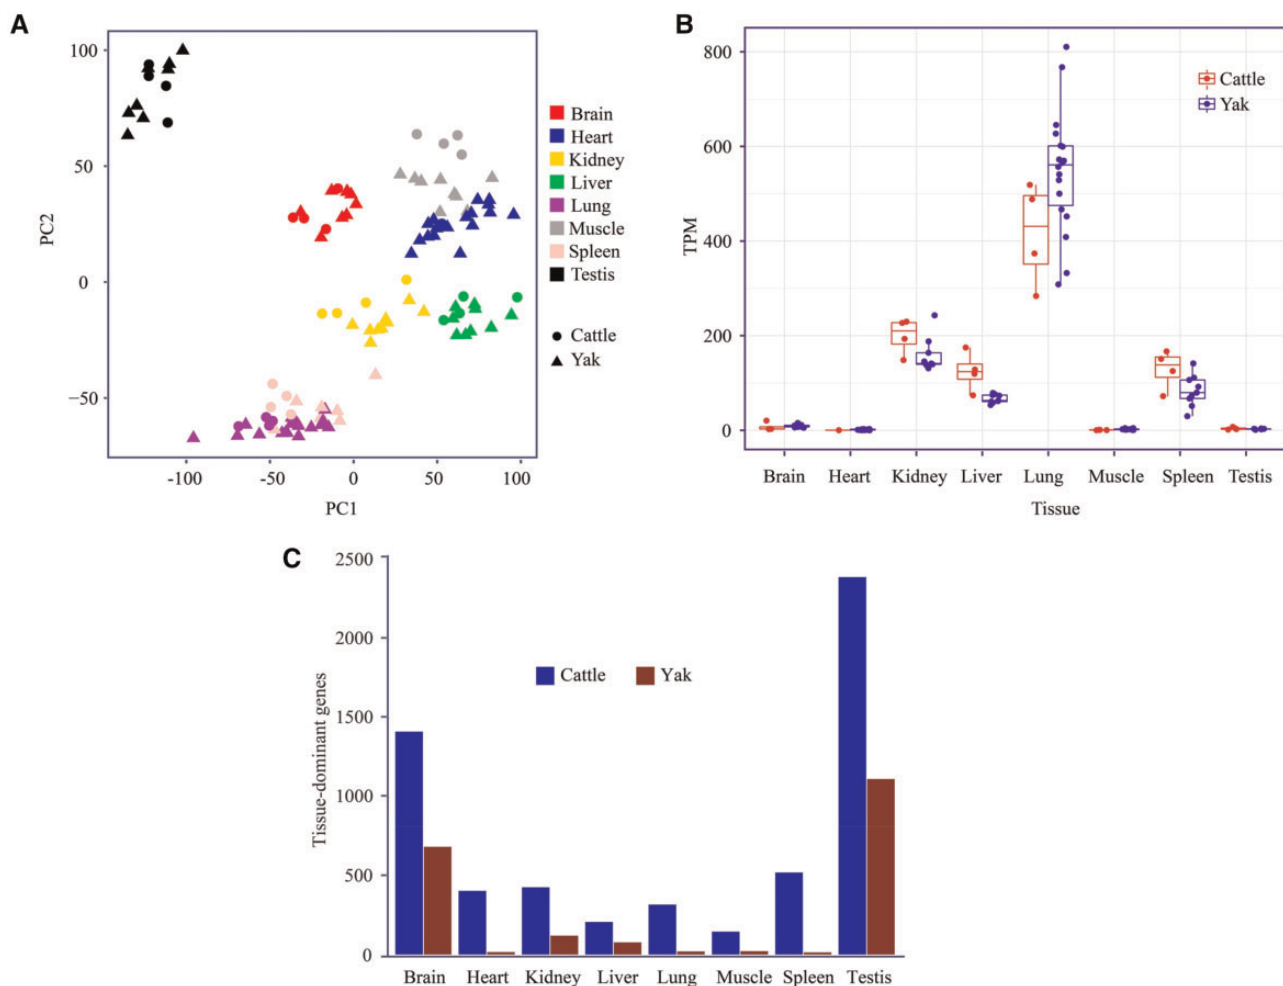 A
100
50
0
−50
PC2
-100
-50
0
50
100
PC1
Brain
Heart
Kidney
Liver
Lung
Muscle
Spleen
Testis
Cattle
Yak
B
800
600
400
200
0
TPM
Cattle
Yak
Brain Heart Kidney Liver Lung Muscle Spleen Testis
Tissue
C
2500
2000
1500
1000
500
0
Tissue-dominant genes
Cattle Yak
Brain Heart Kidney Liver Lung Muscle Spleen Testis